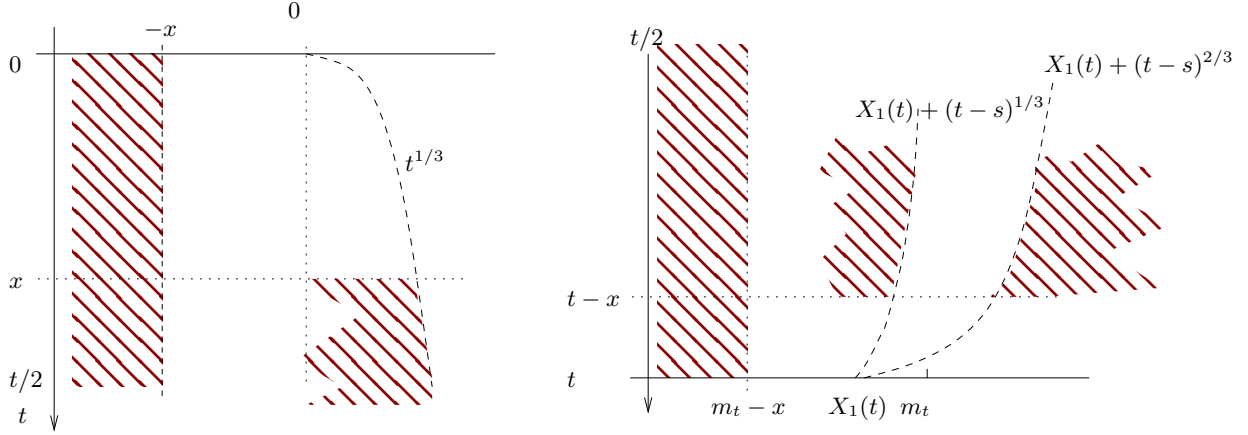 0
−x
0
t^{1/3}
x
t/2
t
t/2
X_1(t) + (t − s)^{2/3}
X_1(t) + (t − s)^{1/3}
t − x
t
m_t − x
X_1(t)
m_t